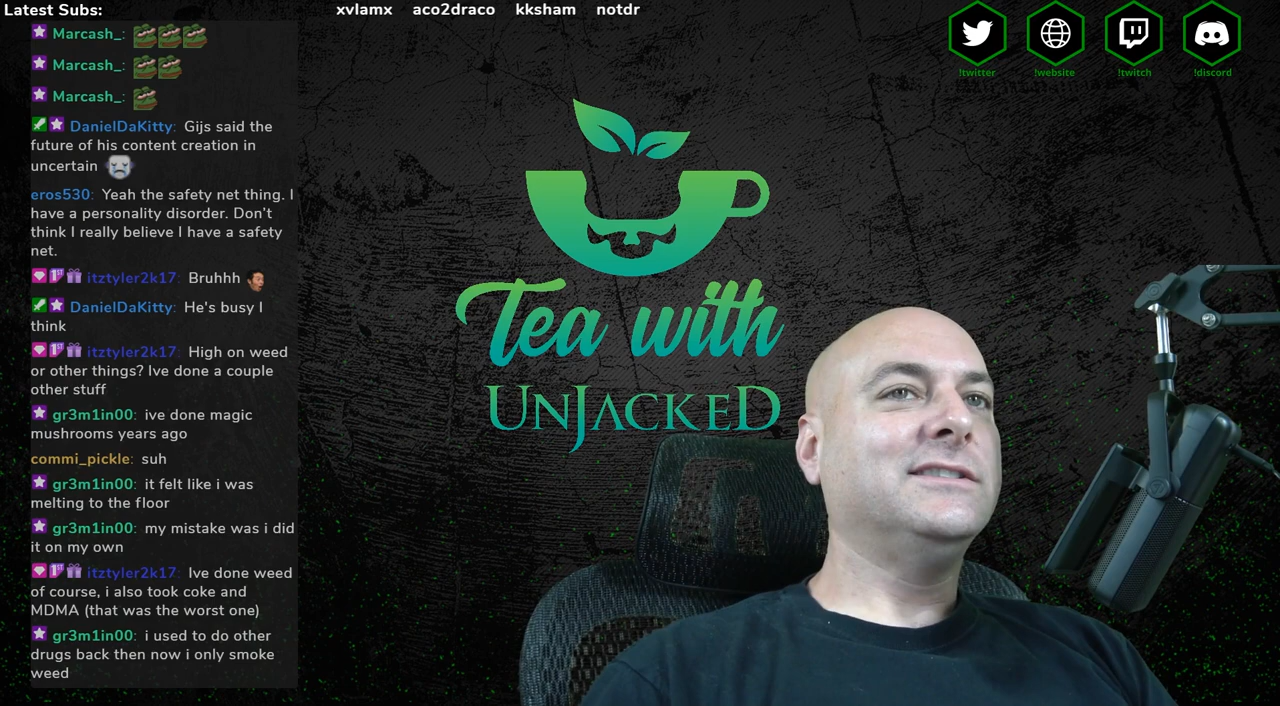 Latest Subs:
xvlamx aco2draco kksham notdr
Marcash_:
Marcash_:
Marcash_:
DanielDaKitty: Gijs said the
future of his content creation in
uncertain
eros530: Yeah the safety net thing. I
have a personality disorder. Don't
think I really believe I have a safety
net.
itztyler2k17: Bruhhh
DanielDaKitty: He's busy I
think
itztyler2k17: High on weed
or other things? Ive done a couple
other stuff
gr3m1in00: ive done magic
mushrooms years ago
commi_pickle: suh
gr3m1in00: it felt like i was
melting to the floor
gr3m1in00: my mistake was i did
it on my own
itztyler2k17: Ive done weed
of course, i also took coke and
MDMA (that was the worst one)
gr3m1in00: i used to do other
drugs back then now i only smoke
weed
Tea with
UNJACKED
!twitter
!website
!twitch
!discord